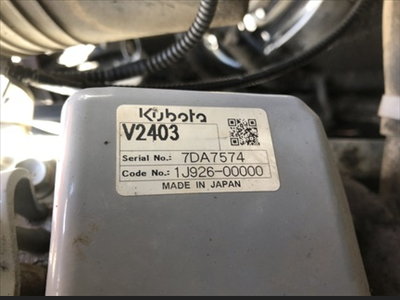 Kubota
V2403
Serial No.: 7DA7574
Code No.: 1J926-00000
MADE IN JAPAN